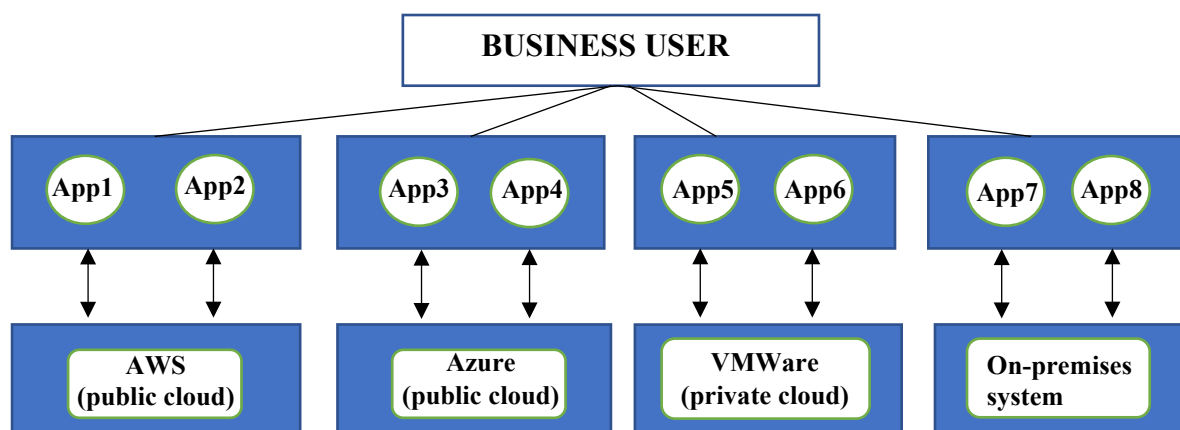 BUSINESS USER
App1
App2
App3
App4
App5
App6
App7
App8
AWS
(public cloud)
Azure
(public cloud)
VMWare
(private cloud)
On-premises
system